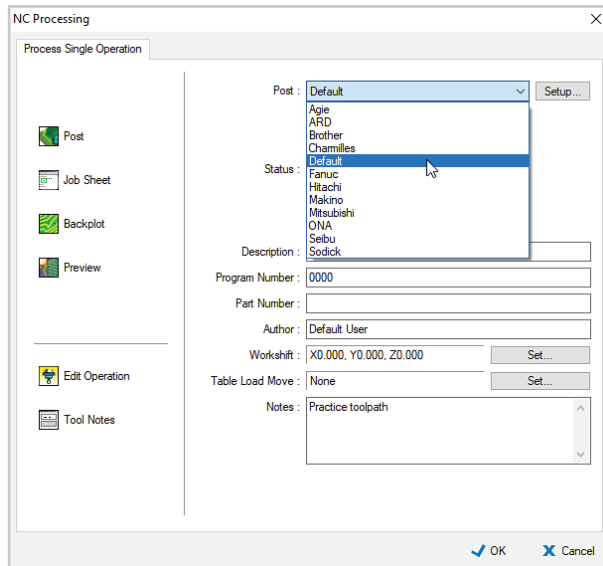 NC Processing
Process Single Operation
Post
Job Sheet
Backplot
Preview
Edit Operation
Tool Notes
Post : Default Setup...
Agie
ARD
Brother
Charmilles
Default
Fanuc
Hitachi
Makino
Mitsubishi
ONA
Seibu
Sodick
Status :
Description :
Program Number : 0000
Part Number :
Author : Default User
Workshift : X0.000, Y0.000, Z0.000 Set...
Table Load Move : None Set...
Notes : Practice toolpath
OK Cancel